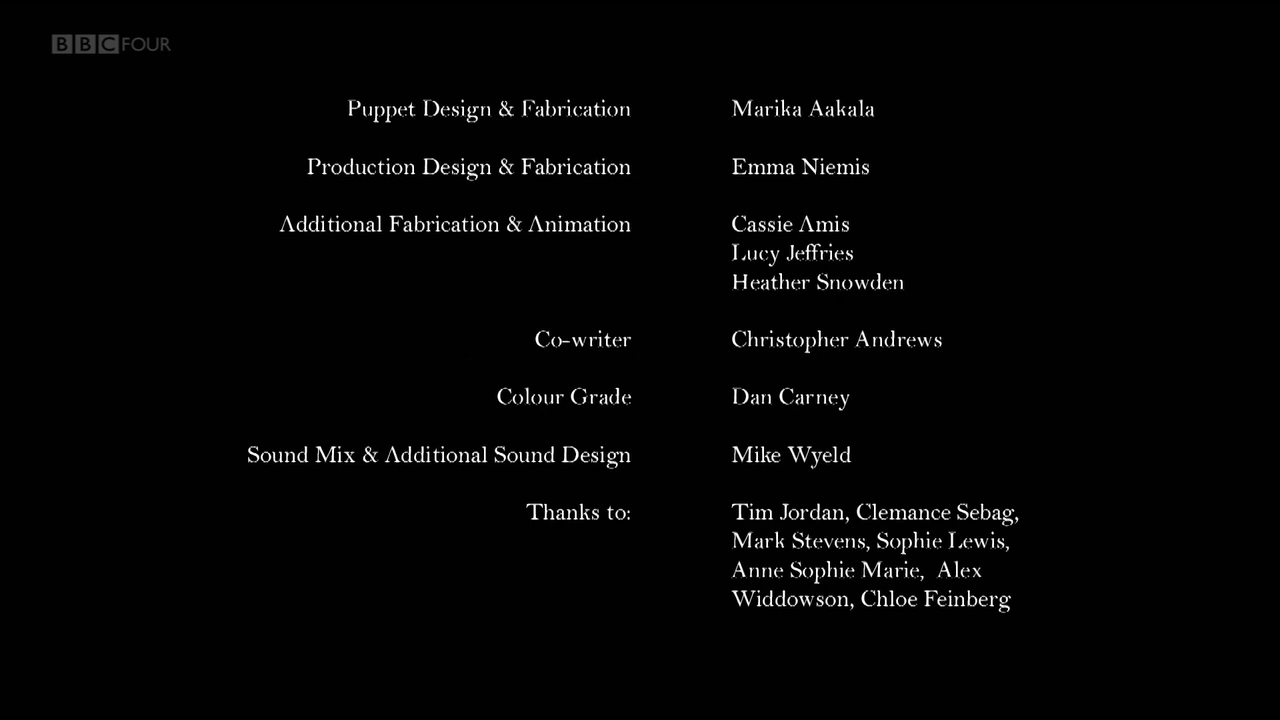 BBC FOUR
Puppet Design & Fabrication Marika Aakala
Production Design & Fabrication Emma Niemis
Additional Fabrication & Animation Cassie Amis
Lucy Jeffries
Heather Snowden
Co-writer Christopher Andrews
Colour Grade Dan Carney
Sound Mix & Additional Sound Design Mike Wyeld
Thanks to: Tim Jordan, Clemance Sebag,
Mark Stevens, Sophie Lewis,
Anne Sophie Marie, Alex
Widdowson, Chloe Feinberg